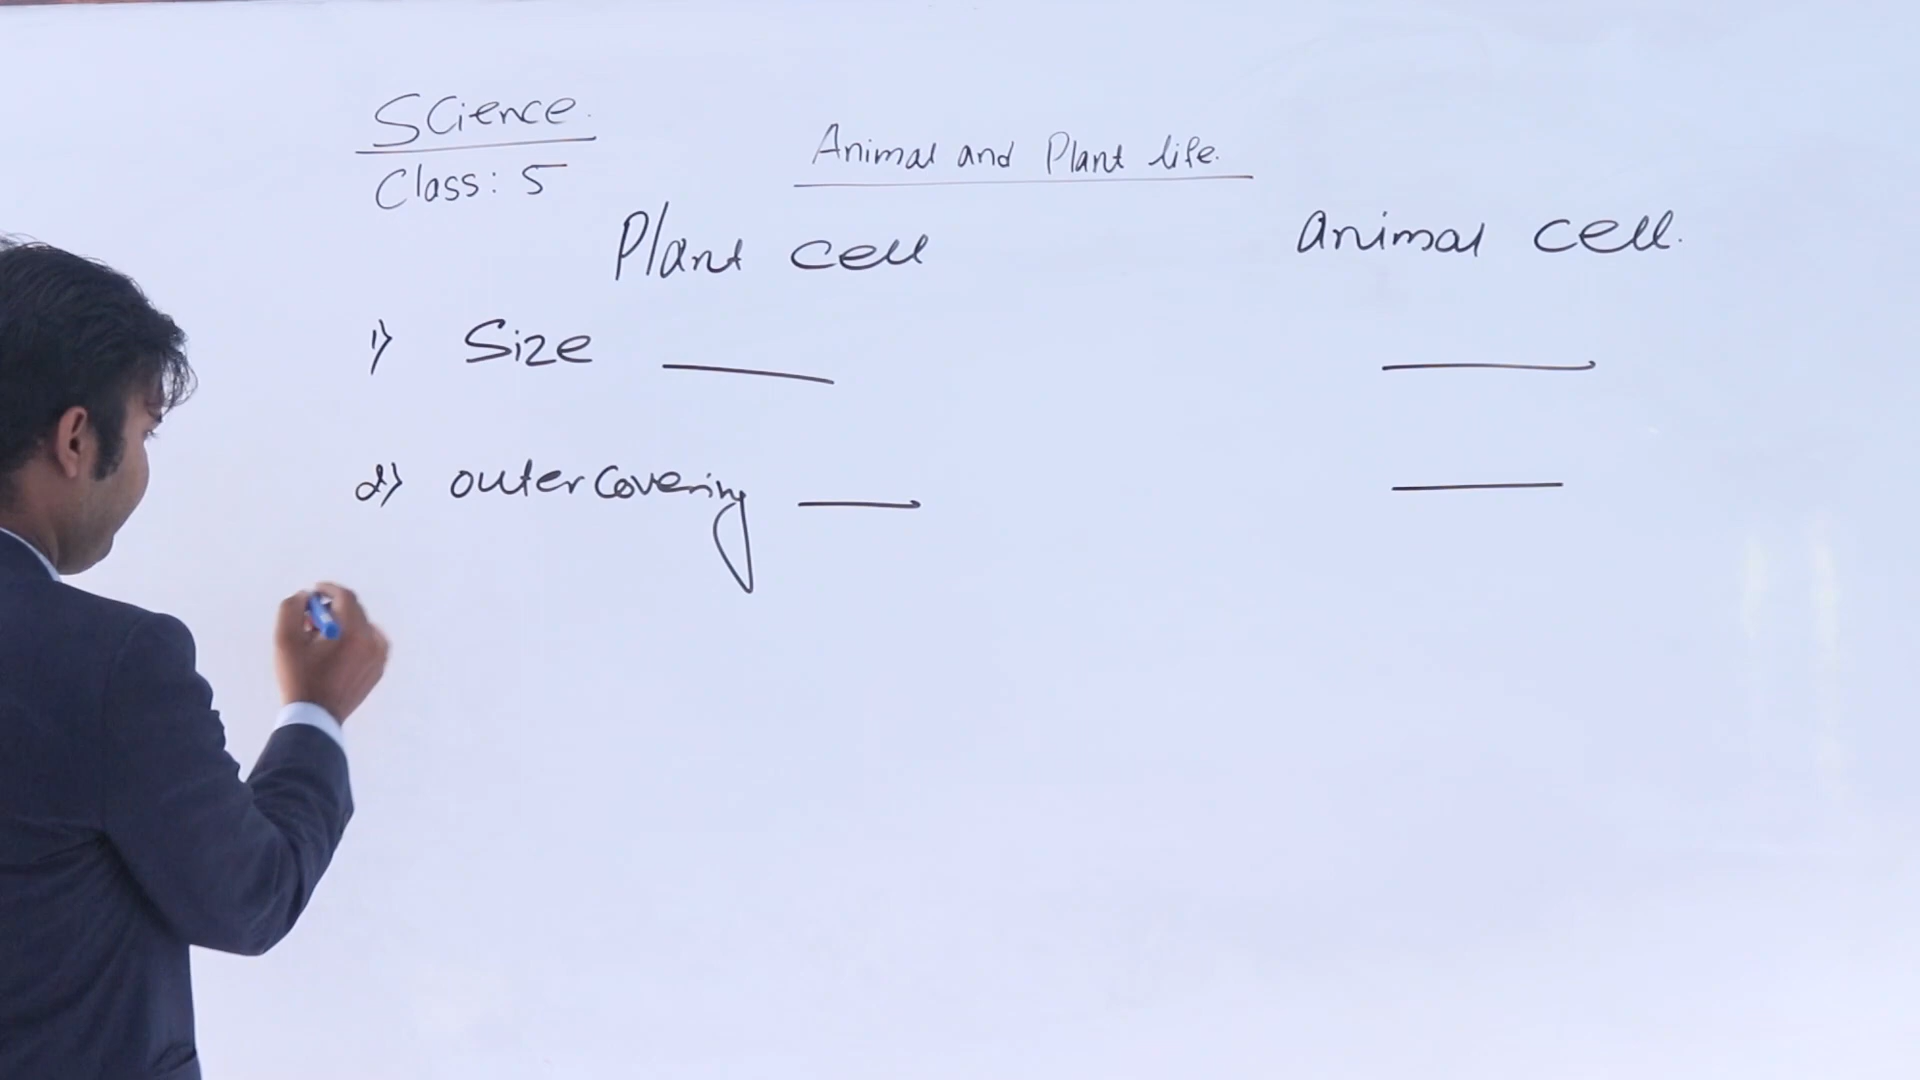 Science.
Class: 5
Animal and Plant life.
Plant cell
animal cell.
1) Size
2) outer covering